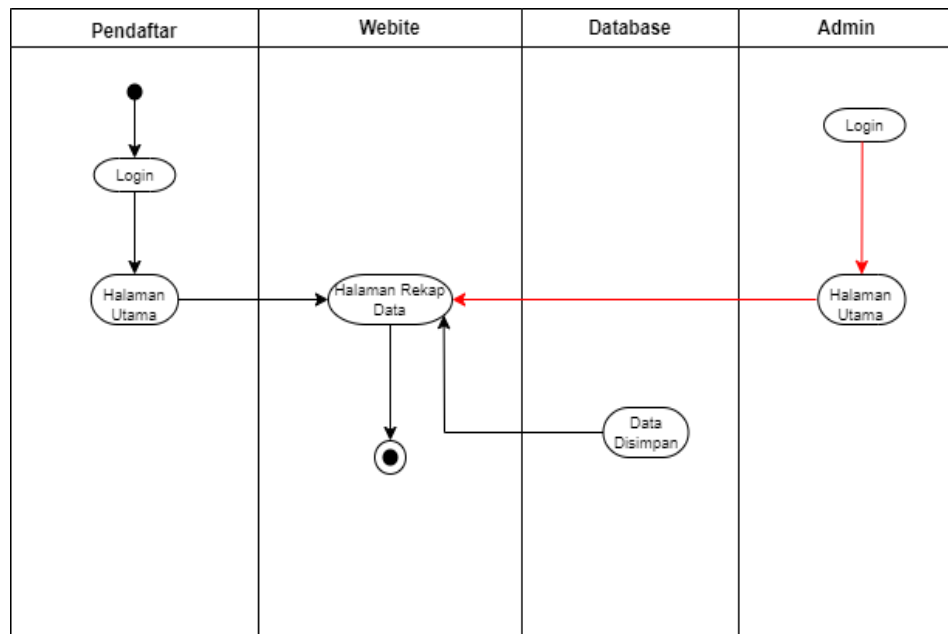 Pendaftar
Webite
Database
Admin
Login
Login
Halaman
Utama
Halaman Rekap
Data
Halaman
Utama
Data
Disimpan